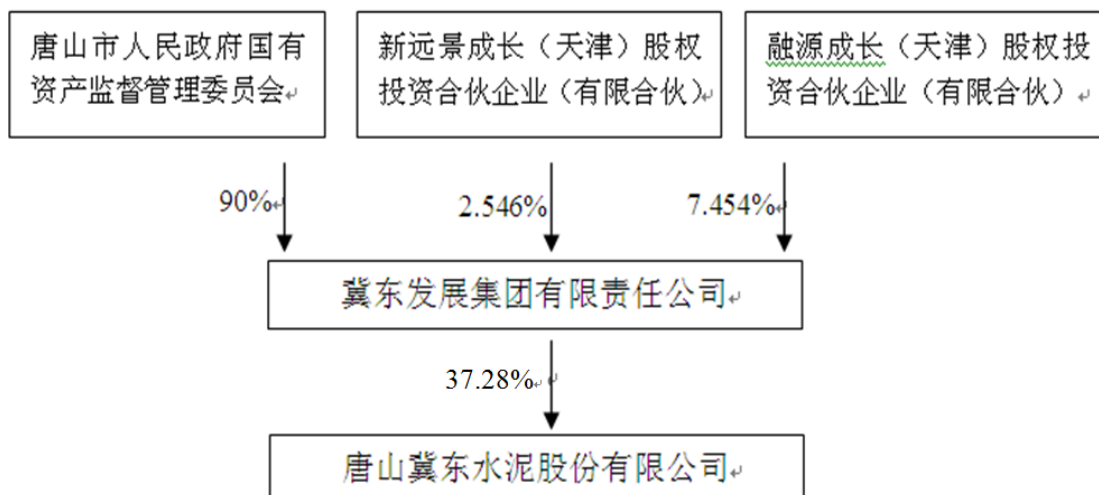 唐山市人民政府国有
资产监督管理委员会
新远景成长（天津）股权
投资合伙企业（有限合伙）
融源成长（天津）股权投
资合伙企业（有限合伙）
90%
2.546%
7.454%
冀东发展集团有限责任公司
37.28%
唐山冀东水泥股份有限公司